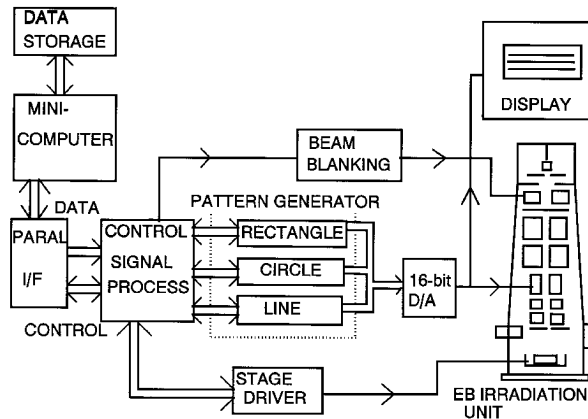 DATA
STORAGE
MINI-
COMPUTER
DATA
PARAL
I/F
CONTROL
CONTROL
SIGNAL
PROCESS
BEAM
BLANKING
PATTERN GENERATOR
RECTANGLE
CIRCLE
LINE
16-bit
D/A
STAGE
DRIVER
DISPLAY
EB IRRADIATION
UNIT